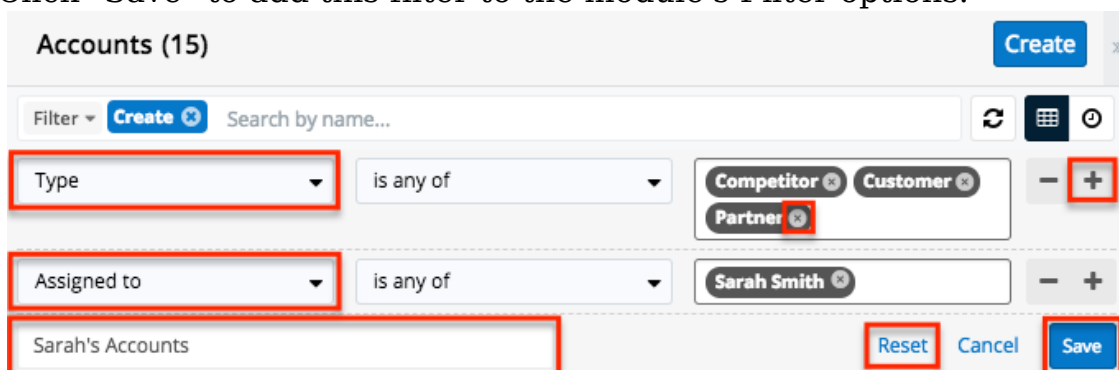 Click "Save" to add this filter to the module's Filter options.
Accounts (15) Create
Filter Create Search by name...
Type is any of Competitor Customer
Partner
Assigned to is any of Sarah Smith
Sarah's Accounts Reset Cancel Save